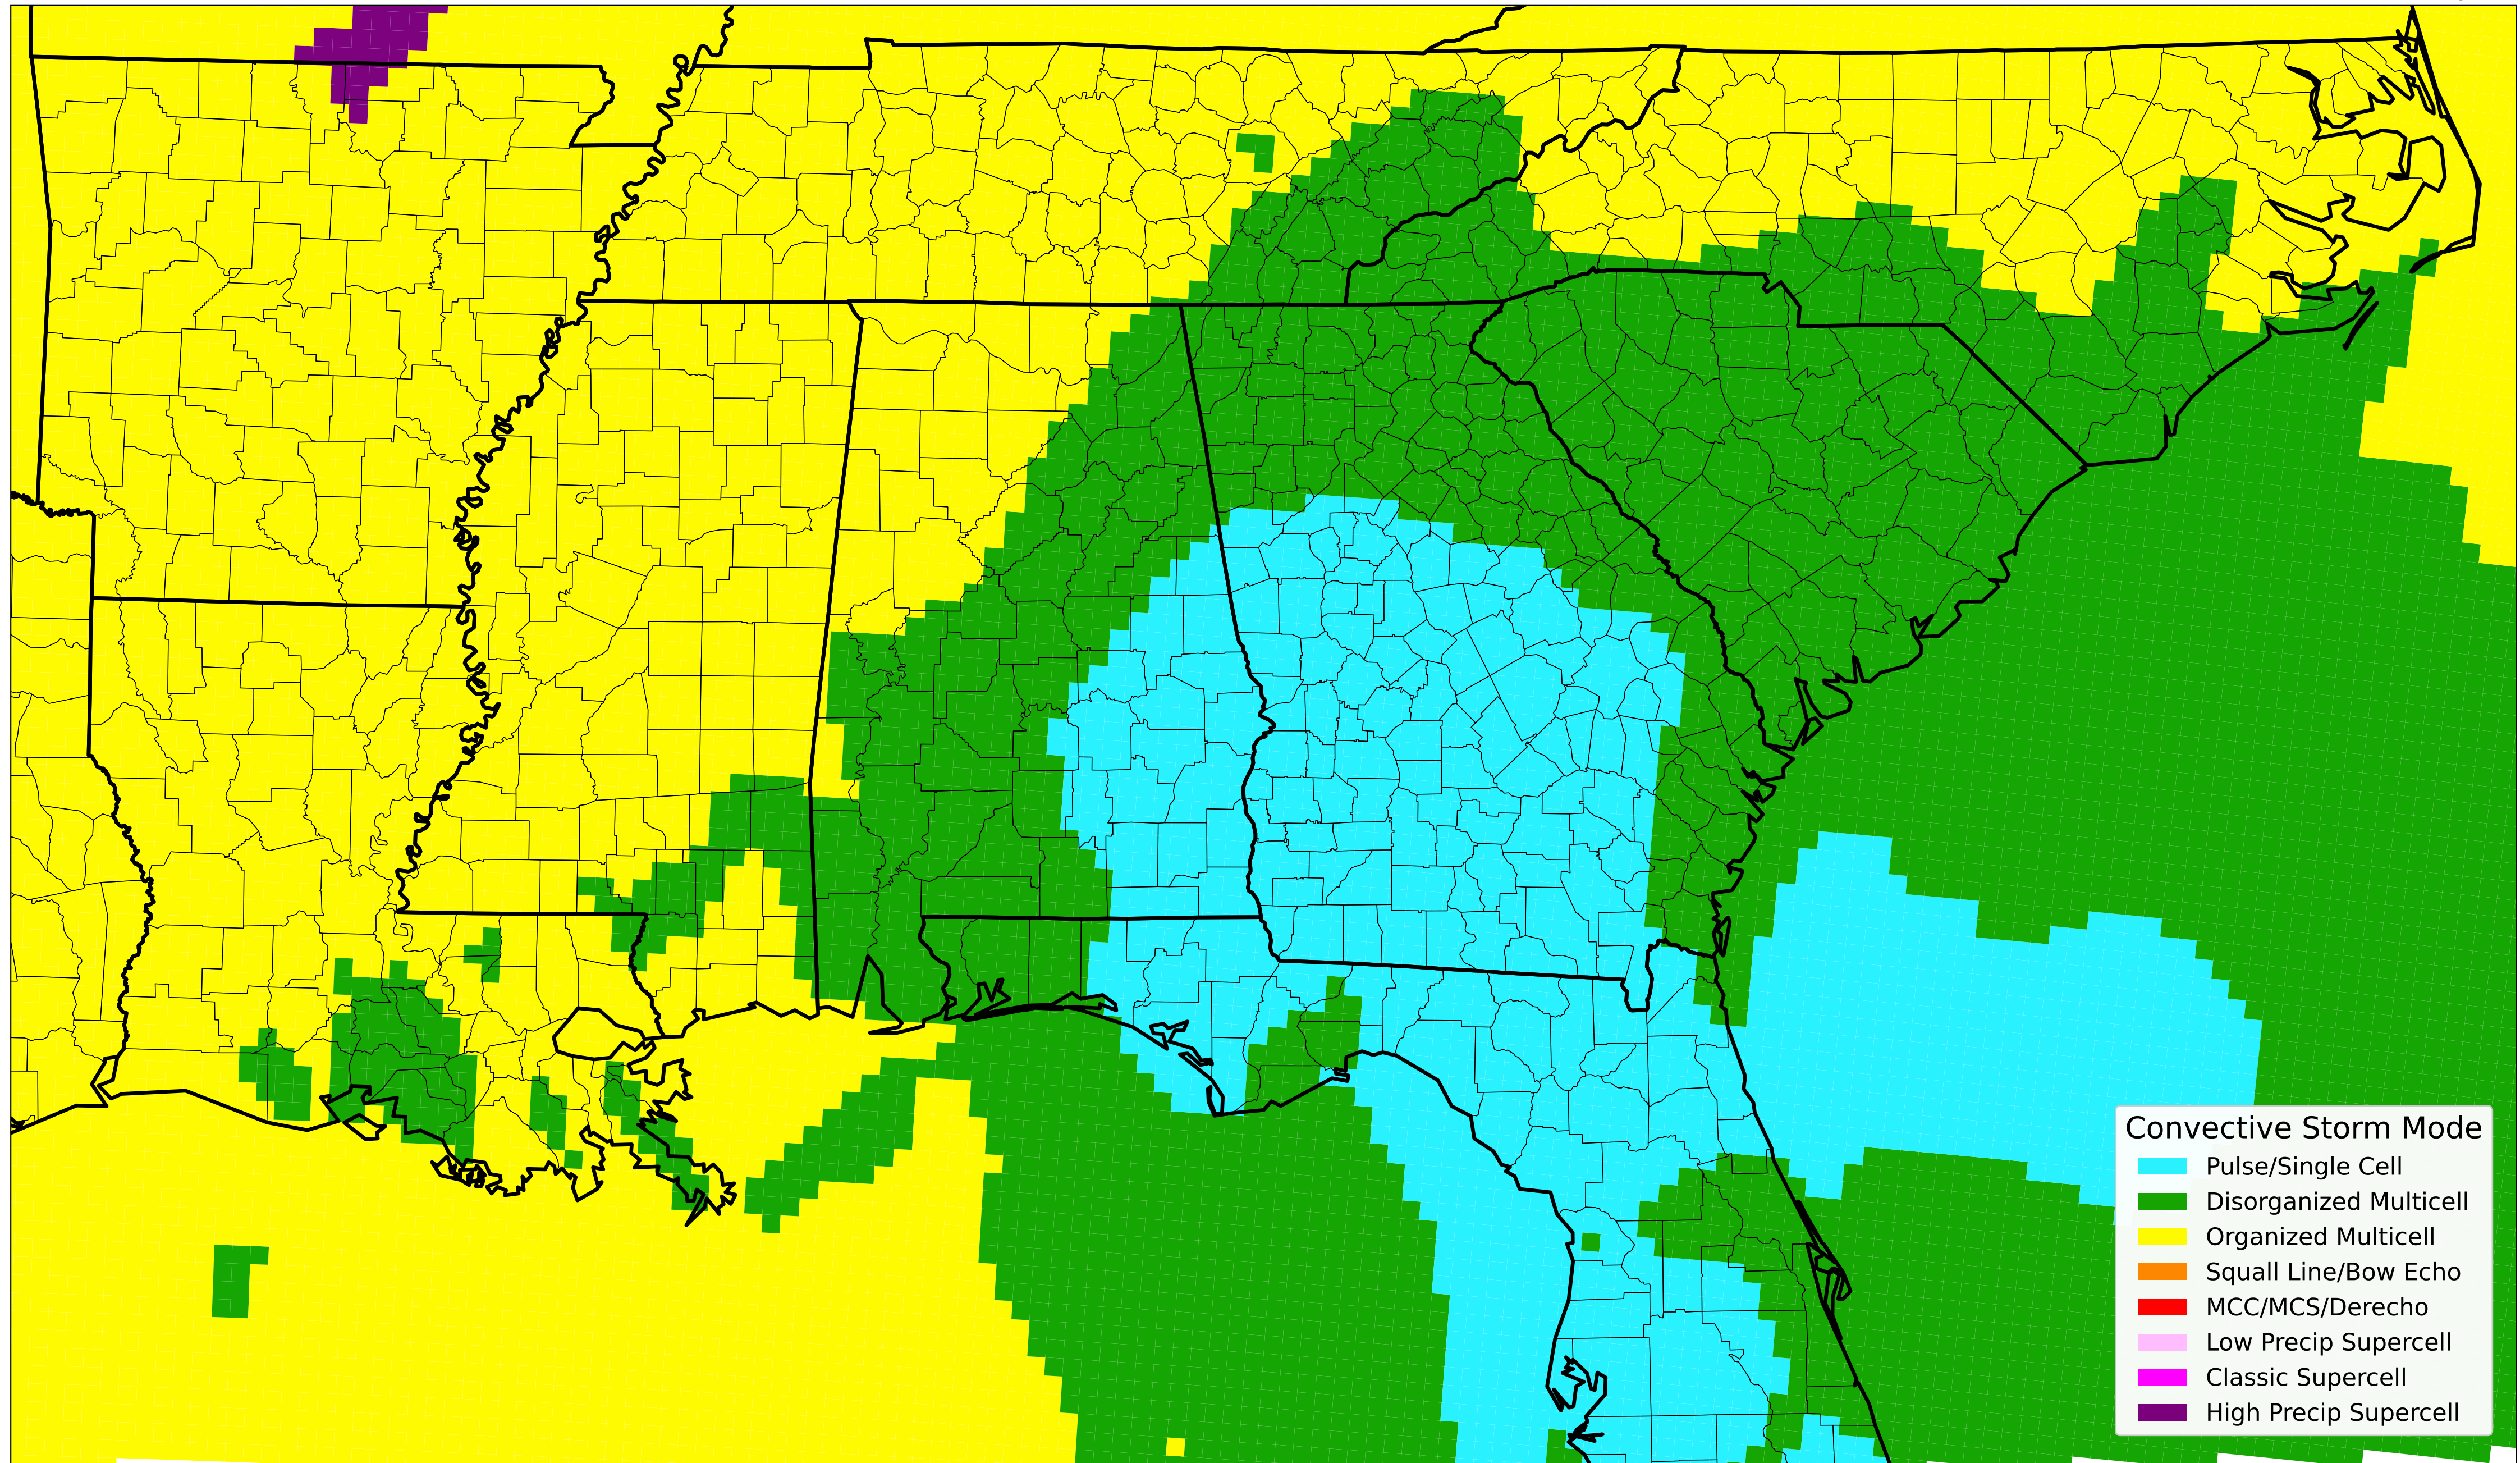 Convective Storm Mode
Pulse/Single Cell
Disorganized Multicell
Organized Multicell
Squall Line/Bow Echo
MCC/MCS/Derecho
Low Precip Supercell
Classic Supercell
High Precip Supercell